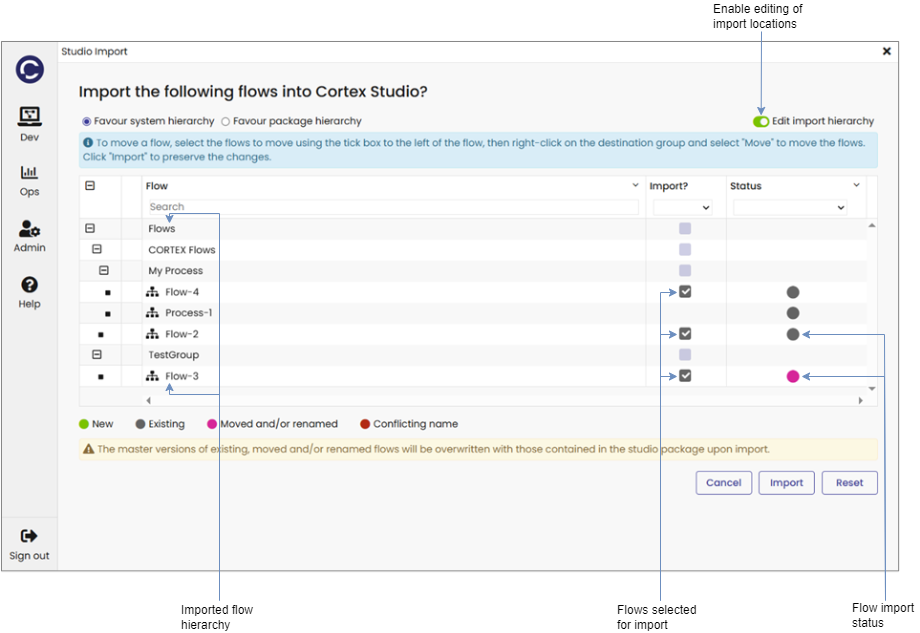 Enable editing of
import locations
Studio Import
Import the following flows into Cortex Studio?
Favour system hierarchy Favour package hierarchy Edit import hierarchy
To move a flow, select the flows to move using the tick box to the left of the flow, then right-click on the destination group and select "Move" to move the flows.
Click "Import" to preserve the changes.
Dev
Ops
Admin
Help
Flow Import? Status
Search
Flows
CORTEX Flows
My Process
Flow-4
Process-1
Flow-2
TestGroup
Flow-3
New Existing Moved and/or renamed Conflicting name
The master versions of existing, moved and/or renamed flows will be overwritten with those contained in the studio package upon import.
Cancel Import Reset
Sign out
Imported flow
hierarchy
Flows selected
for import
Flow import
status